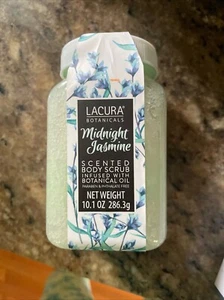 LACURA®
BOTANICALS
Midnight
Jasmine
SCENTED
BODY SCRUB
INFUSED WITH
BOTANICAL OIL
PARABEN & PHTHALATE FREE
NET WEIGHT
10.1 OZ 286.3g